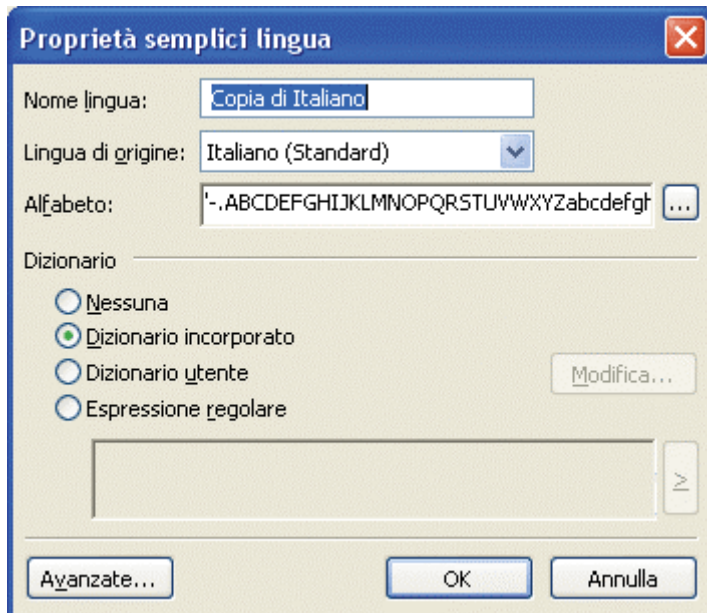 Proprietà semplici lingua
Nome lingua: Copia di Italiano
Lingua di origine: Italiano (Standard)
Alfabeto: '-.ABCDEFGHIJKLMNOPQRSTUVWXYZabcdefgh ...
Dizionario
Nessuna
Dizionario incorporato
Dizionario utente Modifica...
Espressione regolare
≥
Avanzate... OK Annulla